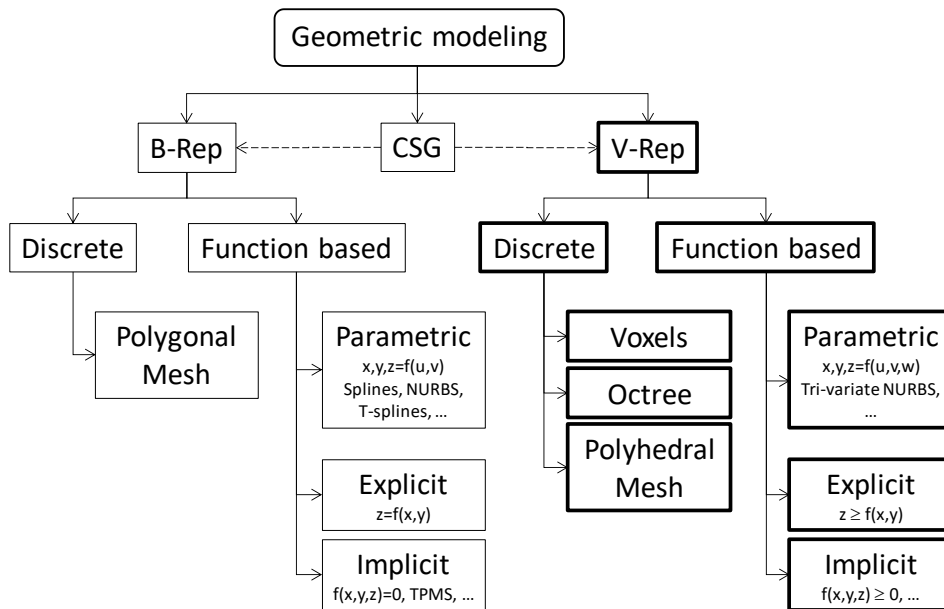 Geometric modeling
B-Rep
CSG
V-Rep
Discrete
Function based
Discrete
Function based
Polygonal
Mesh
Parametric
x,y,z=f(u,v)
Splines, NURBS,
T-splines, ...
Explicit
z=f(x,y)
Implicit
f(x,y,z)=0, TPMS, ...
Voxels
Octree
Polyhedral
Mesh
Parametric
x,y,z=f(u,v,w)
Tri-variate NURBS,
...
Explicit
z ≥ f(x,y)
Implicit
f(x,y,z) ≥ 0, ...